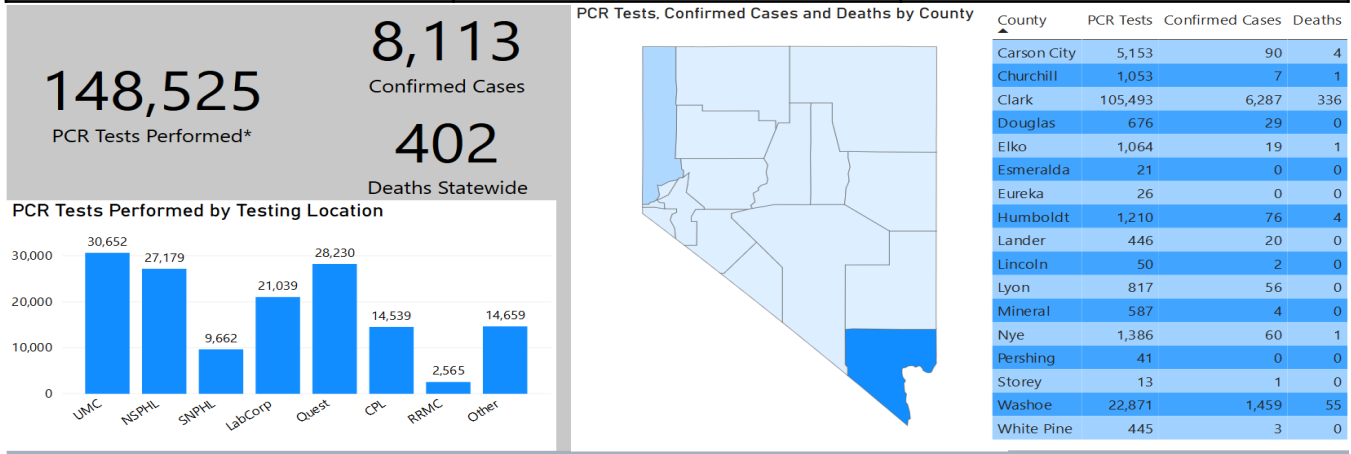 148,525
PCR Tests Performed*
8,113
Confirmed Cases
402
Deaths Statewide
PCR Tests Performed by Testing Location
30,000
20,000
10,000
0
30,652
27,179
9,662
21,039
28,230
14,539
2,565
14,659
UMC
NSPHL
SNPHL
LabCorp
Quest
CPL
RRMC
Other
PCR Tests, Confirmed Cases and Deaths by County
County PCR Tests Confirmed Cases Deaths
Carson City 5,153 90 4
Churchill 1,053 7 1
Clark 105,493 6,287 336
Douglas 676 29 0
Elko 1,064 19 1
Esmeralda 21 0 0
Eureka 26 0 0
Humboldt 1,210 76 4
Lander 446 20 0
Lincoln 50 2 0
Lyon 817 56 0
Mineral 587 4 0
Nye 1,386 60 1
Pershing 41 0 0
Storey 13 1 0
Washoe 22,871 1,459 55
White Pine 445 3 0